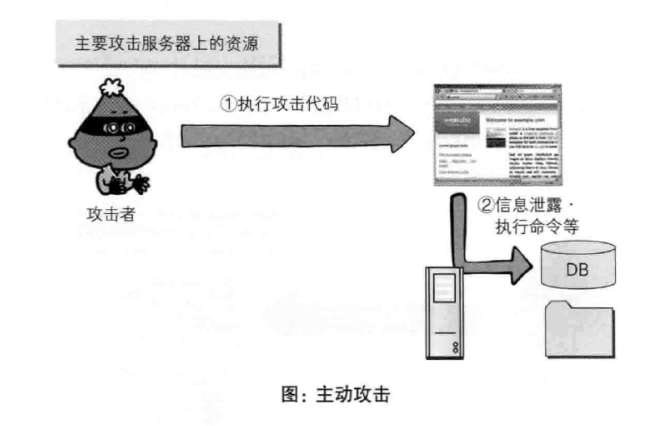 主要攻击服务器上的资源
①执行攻击代码
Welcome to example.com
攻击者
②信息泄露·
执行命令等
DB
图：主动攻击